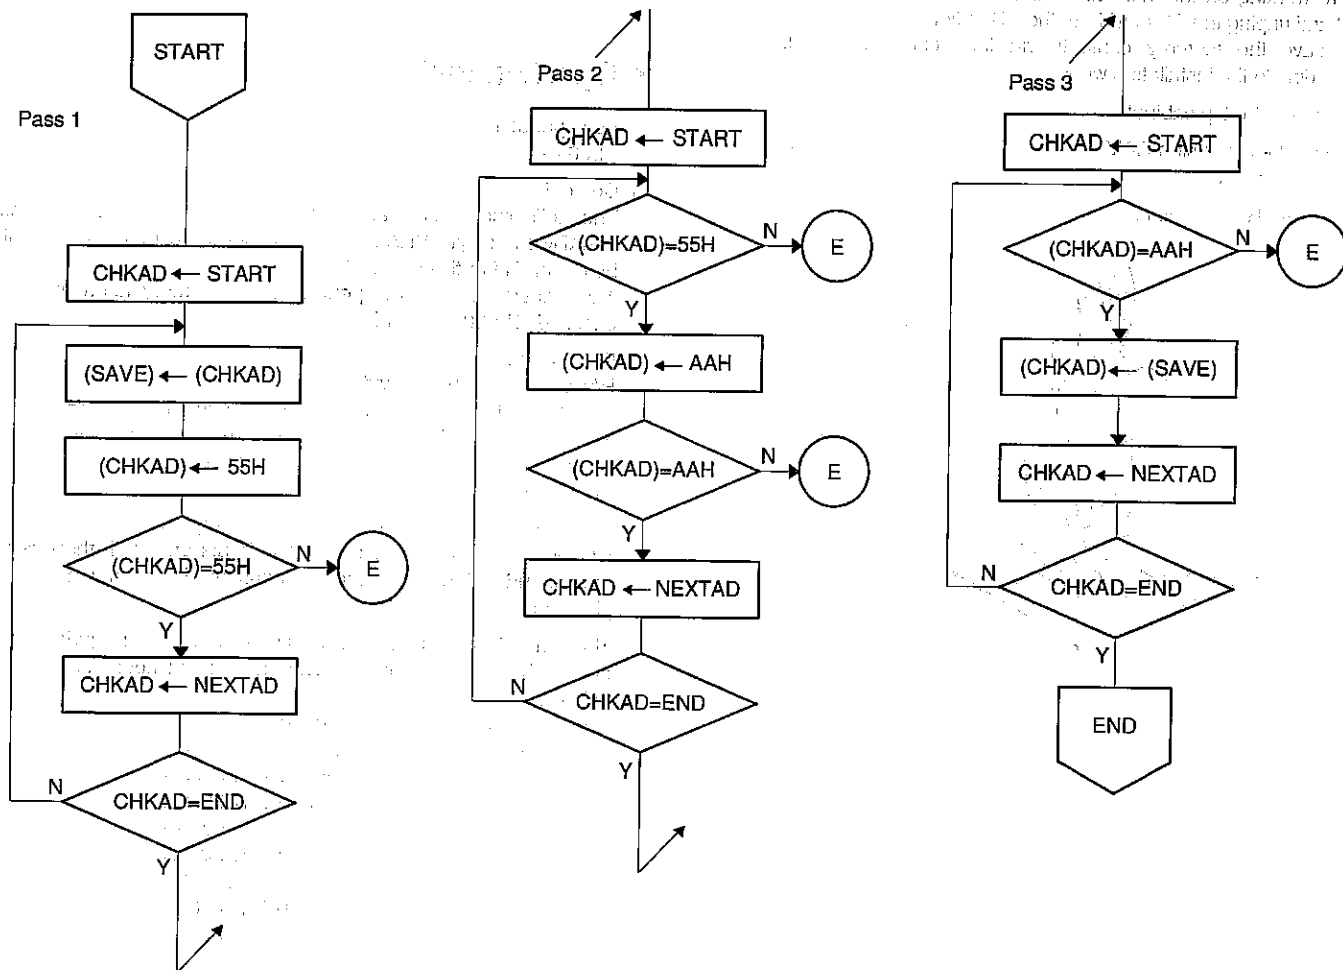 START
Pass 1
CHKAD ← START
(SAVE) ← (CHKAD)
(CHKAD) ← 55H
(CHKAD)=55H
N
E
Y
CHKAD ← NEXTAD
CHKAD=END
N
Y
Pass 2
CHKAD ← START
(CHKAD)=55H
N
E
Y
(CHKAD) ← AAH
(CHKAD)=AAH
N
E
Y
CHKAD ← NEXTAD
CHKAD=END
N
Y
Pass 3
CHKAD ← START
(CHKAD)=AAH
N
E
Y
(CHKAD) ← (SAVE)
CHKAD ← NEXTAD
CHKAD=END
N
Y
END